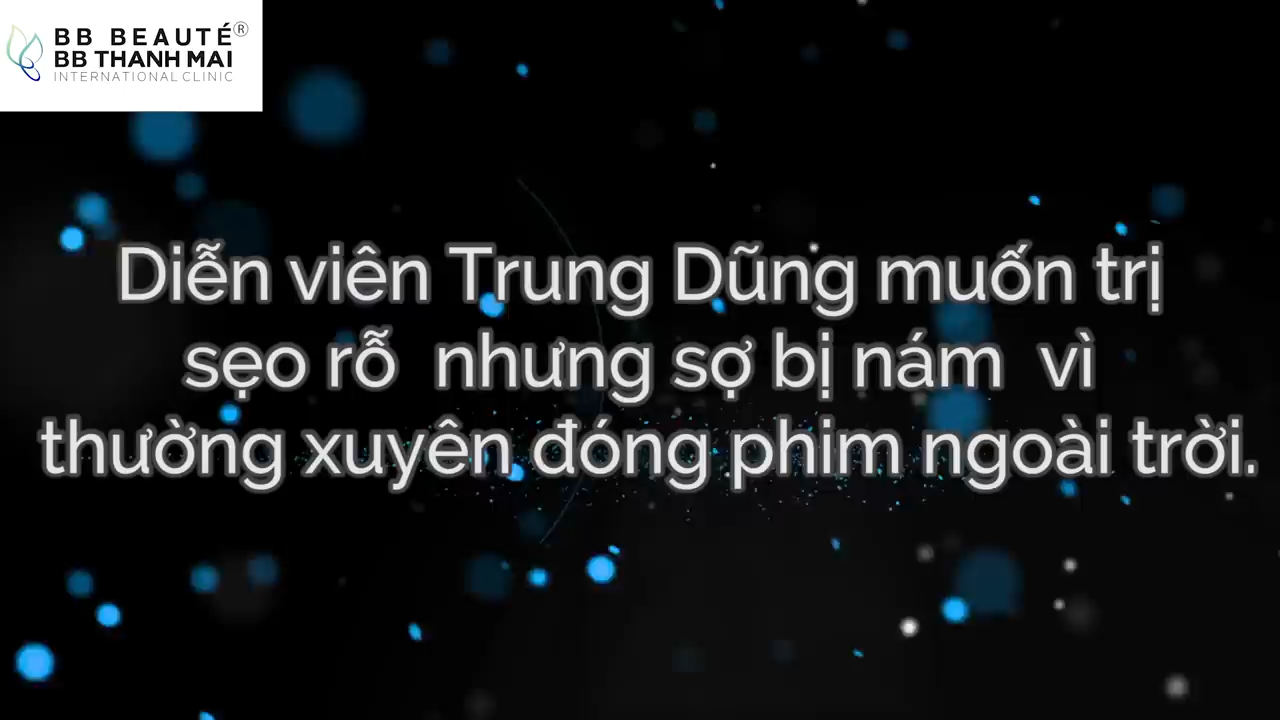 BB BEAUTÉ®
BB THANH MAI
INTERNATIONAL CLINIC
Diễn viên Trung Dũng muốn trị
sẹo rỗ nhưng sợ bị nám vì
thường xuyên đóng phim ngoài trời.